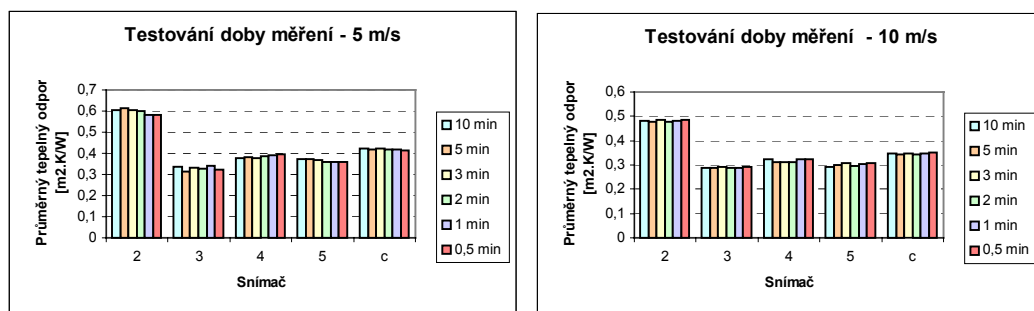 Testování doby měření - 5 m/s
Průměrný tepelný odpor
[m2.K/W]
0,7
0,6
0,5
0,4
0,3
0,2
0,1
0
2 3 4 5 c
Snímač
10 min
5 min
3 min
2 min
1 min
0,5 min
Testování doby měření - 10 m/s
Průměrný tepelný odpor
[m2.K/W]
0,6
0,5
0,4
0,3
0,2
0,1
0
2 3 4 5 c
Snímač
10 min
5 min
3 min
2 min
1 min
0,5 min